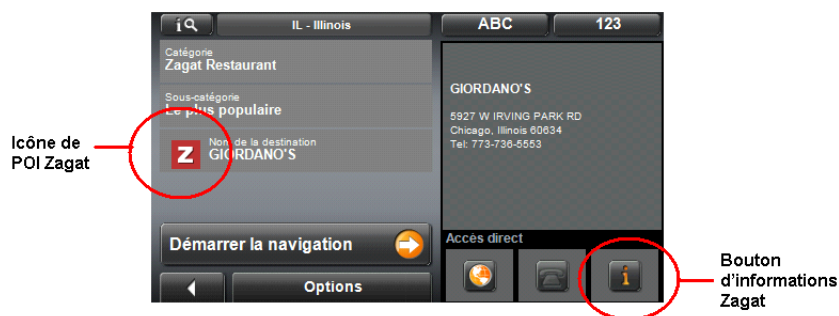 IL - Illinois
ABC
123
Catégorie
Zagat Restaurant
Sous-catégorie
Le plus populaire
Nom de la destination
GIORDANO'S
Z
GIORDANO'S
5927 W IRVING PARK RD
Chicago, Illinois 60634
Tel: 773-736-5553
Démarrer la navigation
Options
Accès direct
i
Icône de
POI Zagat
Bouton
d'informations
Zagat